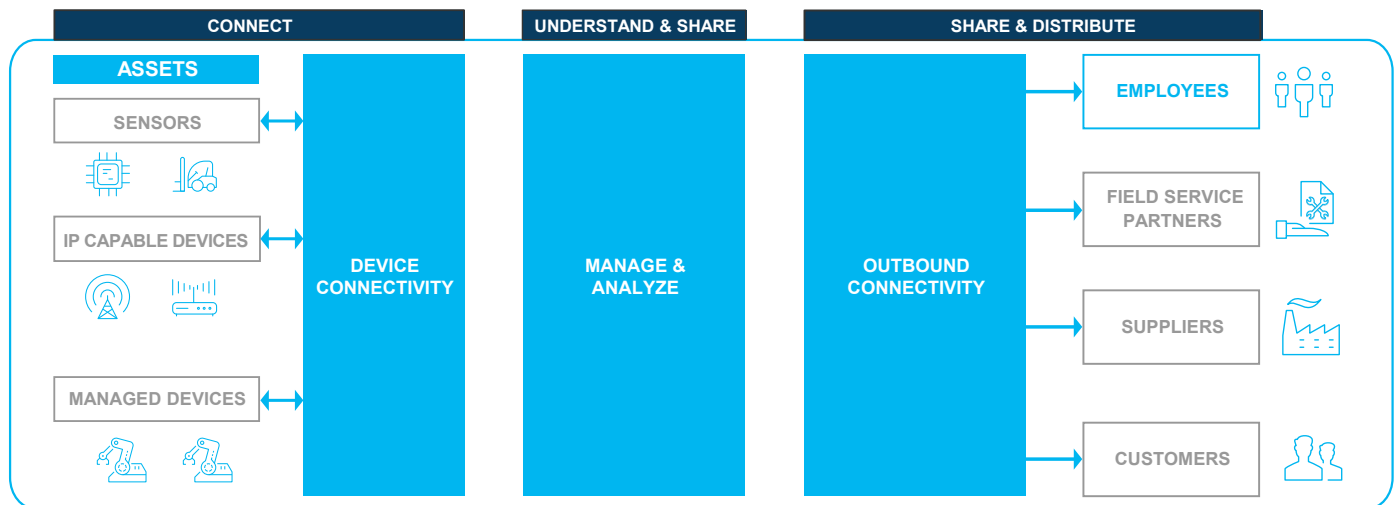 CONNECT
UNDERSTAND & SHARE
SHARE & DISTRIBUTE
ASSETS
SENSORS
IP CAPABLE DEVICES
MANAGED DEVICES
DEVICE
CONNECTIVITY
MANAGE &
ANALYZE
OUTBOUND
CONNECTIVITY
EMPLOYEES
FIELD SERVICE
PARTNERS
SUPPLIERS
CUSTOMERS